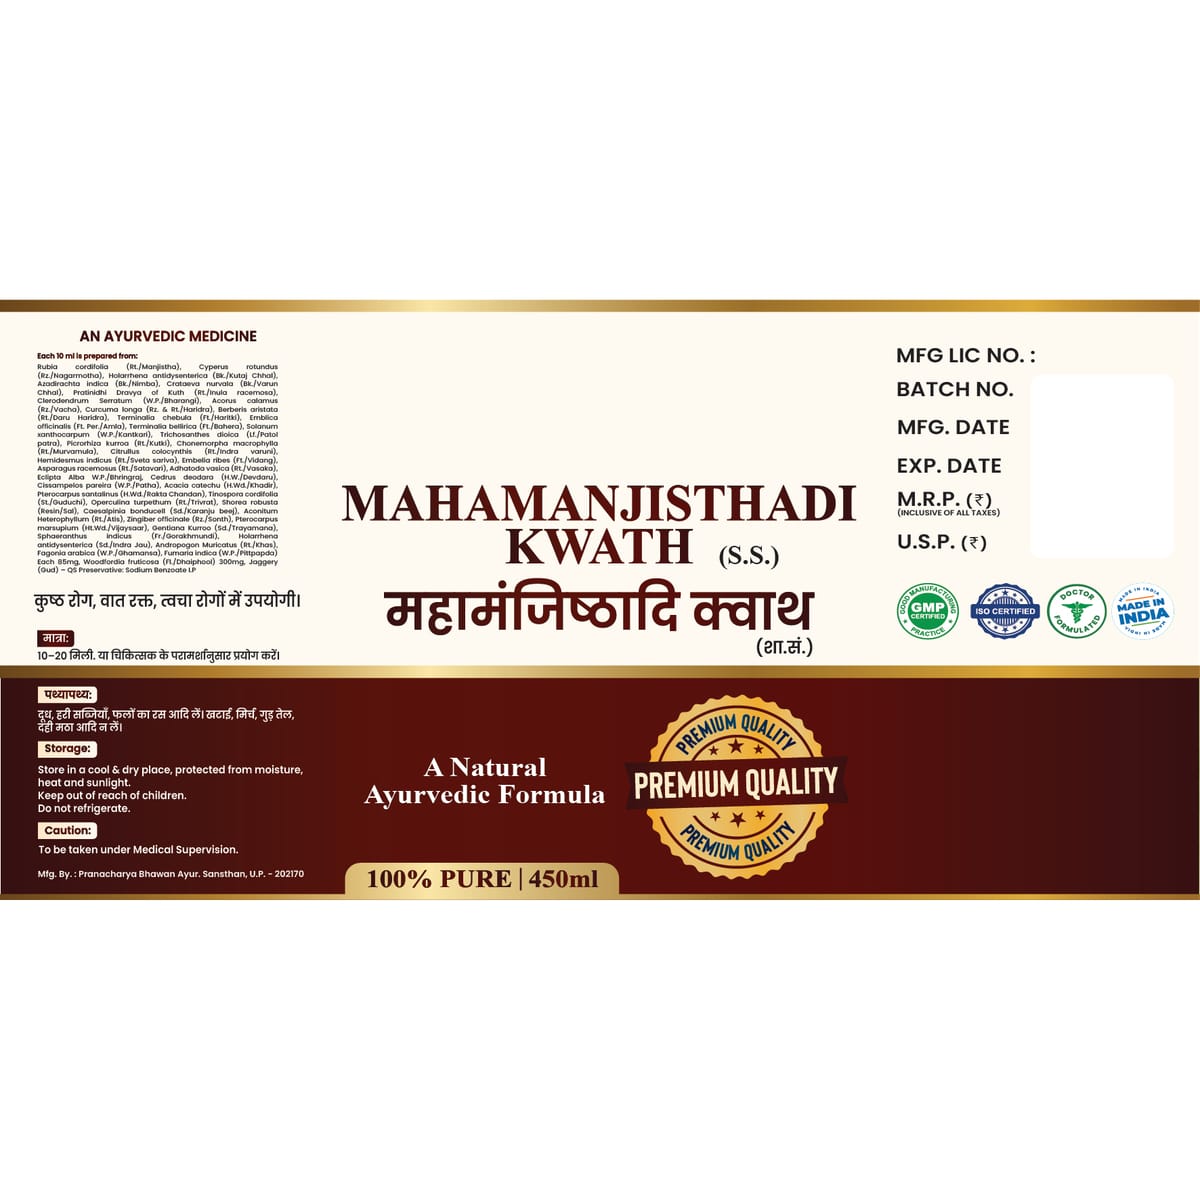 AN AYURVEDIC MEDICINE
Each 10 ml is prepared from:
Rubia cordifolia (Rt./Manjistha), Cyperus rotundus
(Rz./Nagarmotha), Holarrhena antidysenterica (Bk./Kutaj Chhal),
Azadirachta indica (Bk./Nimba), Crataeva nurvala (Bk./Varun
Chhal), Pratinidhi Dravya of Kuth (Rt./Inula racemosa),
Clerodendrum Serratum (W.P./Bharangi), Acorus calamus
(Rz./Vacha), Curcuma longa (Rz. & Rt./Haridra), Berberis aristata
(Rt./Daru Haridra), Terminalia chebula (Ft./Haritki), Emblica
officinalis (Ft. Per./Amla), Terminalia bellirica (Ft./Bahera), Solanum
xanthocarpum (W.P./Kantkari), Trichosanthes dioica (Lf./Patol
patra), Picrorhiza kurroa (Rt./Kutki), Chonemorpha macrophylla
(Rt./Murvamula), Citrullus colocynthis (Rt./Indra varuni),
Hemidesmus indicus (Rt./Sveta sariva), Embelia ribes (Ft./Vidang),
Asparagus racemosus (Rt./Satavari), Adhatoda vasica (Rt./Vasaka),
Eclipta Alba W.P./Bhringraj, Cedrus deodara (H.W./Devdaru),
Cissampelos pareira (W.P./Patha), Acacia catechu (H.Wd./Khadir),
Pterocarpus santalinus (H.Wd./Rakta Chandan), Tinospora cordifolia
(St./Guduchi), Operculina turpethum (Rt./Trivrat), Shorea robusta
(Resin/Sal), Caesalpinia bonducell (Sd./Karanju beej), Aconitum
Heterophyllum (Rt./Atis), Zingiber officinale (Rz./Sonth), Pterocarpus
marsupium (Ht.Wd./Vijaysaar), Gentiana Kurroo (Sd./Trayamana),
Sphaeranthus indicus (Fr./Gorakhmundi), Holarrhena
antidysenterica (Sd./Indra Jau), Andropogon Muricatus (Rt./Khas),
Fagonia arabica (W.P./Dhamansa), Fumaria indica (W.P./Pittpapda)
Each 85mg, Woodfordia fruticosa (Fl./Dhaiphool) 300mg, Jaggery
(Gud) – QS Preservative: Sodium Benzoate I.P
कुष्ठ रोग, वात रक्त, त्वचा रोगों में उपयोगी।
मात्रा:
10–20 मिली. या चिकित्सक के परामर्शानुसार प्रयोग करें।
पथ्यापथ्य:
दूध, हरी सब्जियाँ, फलों का रस आदि लें। खटाई, मिर्च, गुड़ तेल,
दही मठा आदि न लें।
Storage:
Store in a cool & dry place, protected from moisture,
heat and sunlight.
Keep out of reach of children.
Do not refrigerate.
Caution:
To be taken under Medical Supervision.
Mfg. By. : Pranacharya Bhawan Ayur. Sansthan, U.P. - 202170
MAHAMANJISTHADI
KWATH (S.S.)
महामंजिष्ठादि क्वाथ
(शा.सं.)
A Natural
Ayurvedic Formula
PREMIUM QUALITY
PREMIUM QUALITY
PREMIUM QUALITY
100% PURE | 450ml
MFG LIC NO. :
BATCH NO.
MFG. DATE
EXP. DATE
M.R.P. (₹)
(INCLUSIVE OF ALL TAXES)
U.S.P. (₹)
GOOD MANUFACTURING
GMP
CERTIFIED
PRACTICE
ISO CERTIFIED
DOCTOR
FORMULATED
MADE IN INDIA
MADE IN
INDIA
MADE IN INDIA